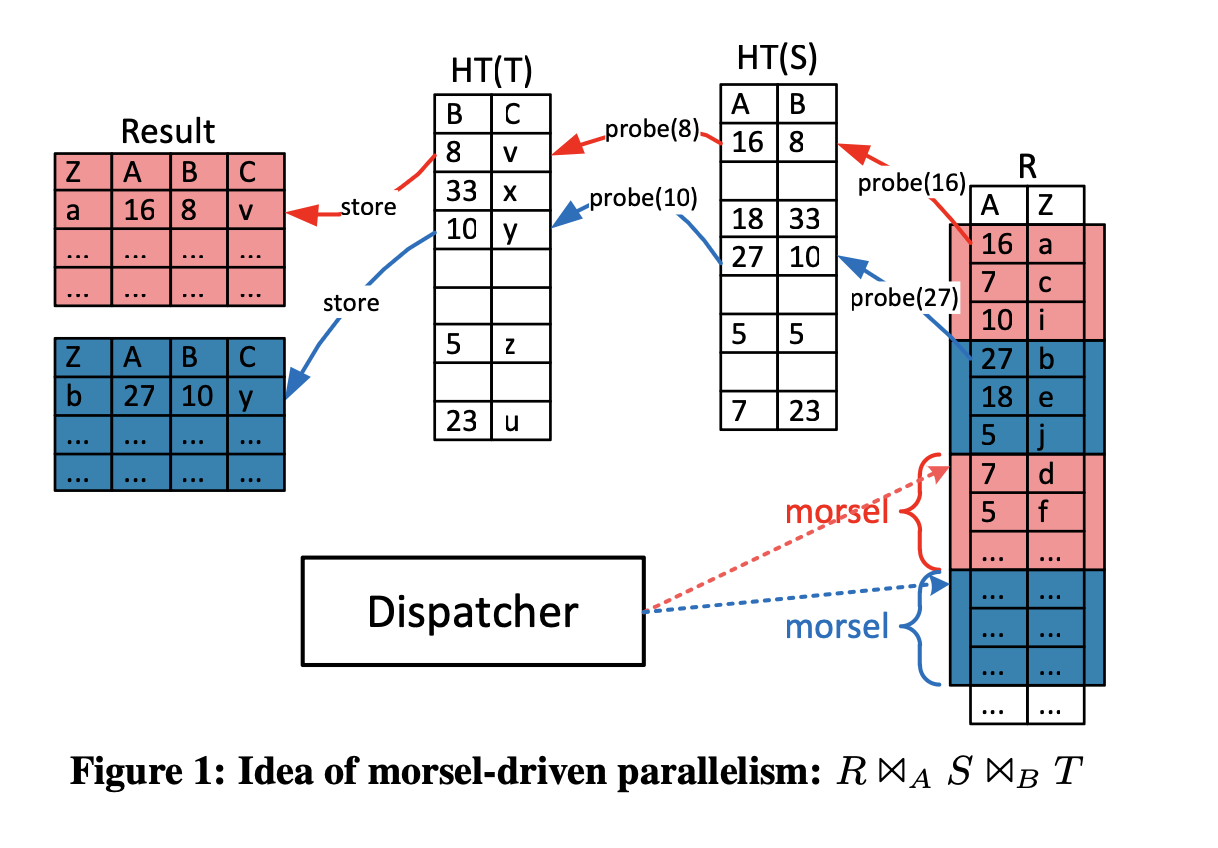 Result
Z A B C
a 16 8 v
... ... ... ...
... ... ... ...
Z A B C
b 27 10 y
... ... ... ...
... ... ... ...
store
store
HT(T)
B C
8 v
33 x
10 y
5 z
23 u
probe(8)
probe(10)
HT(S)
A B
16 8
18 33
27 10
5 5
7 23
probe(16)
probe(27)
R
A Z
16 a
7 c
10 i
27 b
18 e
5 j
7 d
5 f
... ...
... ...
... ...
... ...
... ...
morsel
morsel
Dispatcher
Figure 1: Idea of morsel-driven parallelism: R ⋈A S ⋈B T